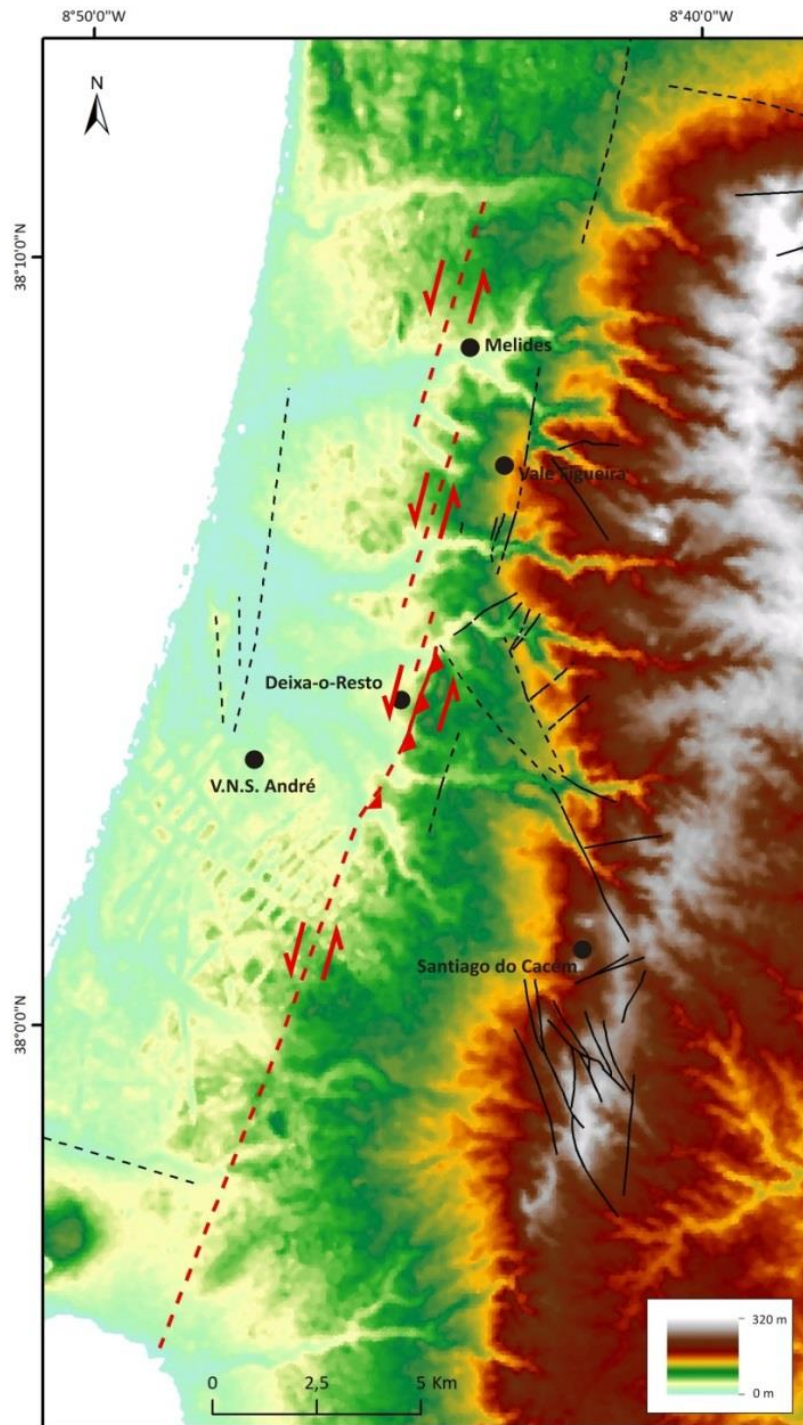 8°50'0"W
8°40'0"W
N
38°10'0"N
Melides
Vale Figueira
Deixa-o-Resto
V.N.S. André
Santiago do Cacém
38°0'0"N
320 m
0 m
0
2,5
5 Km